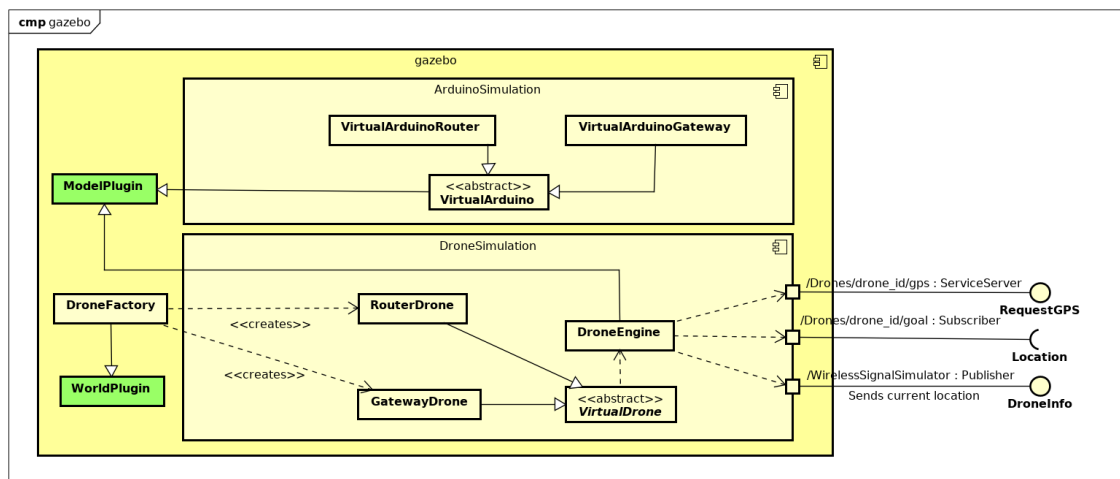 cmp gazebo
gazebo
ArduinoSimulation
VirtualArduinoRouter
VirtualArduinoGateway
ModelPlugin
<<abstract>>
VirtualArduino
DroneSimulation
DroneFactory
RouterDrone
<<creates>>
DroneEngine
WorldPlugin
<<creates>>
GatewayDrone
<<abstract>>
VirtualDrone
/Drones/drone_id/gps : ServiceServer
RequestGPS
/Drones/drone_id/goal : Subscriber
Location
/WirelessSignalSimulator : Publisher
Sends current location
DroneInfo